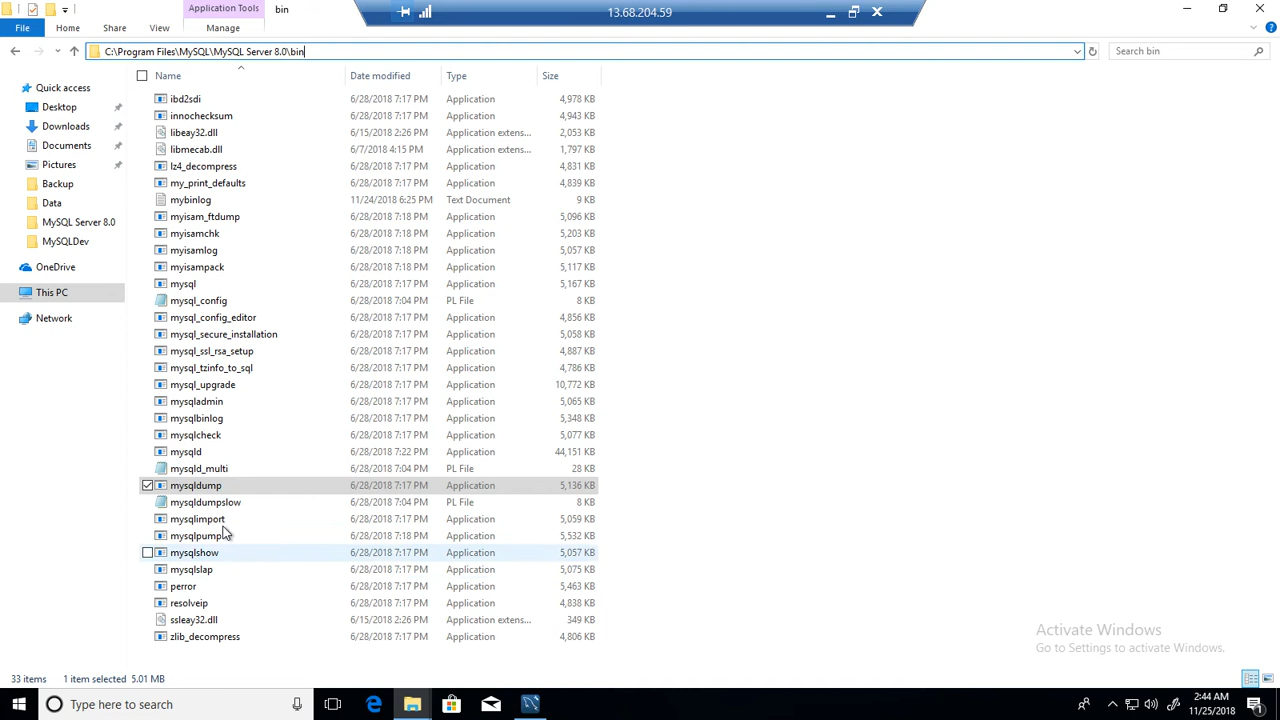 Application Tools
bin
13.68.204.59
File
Home
Share
View
Manage
C:\Program Files\MySQL\MySQL Server 8.0\bin
Search bin
Name
Date modified
Type
Size
Quick access
Desktop
Downloads
Documents
Pictures
Backup
Data
MySQL Server 8.0
MySQLDev
OneDrive
This PC
Network
ibd2sdi 6/28/2018 7:17 PM Application 4,978 KB
innochecksum 6/28/2018 7:17 PM Application 4,943 KB
libeay32.dll 6/15/2018 2:26 PM Application extens... 2,053 KB
libmecab.dll 6/7/2018 4:15 PM Application extens... 1,797 KB
lz4_decompress 6/28/2018 7:17 PM Application 4,831 KB
my_print_defaults 6/28/2018 7:17 PM Application 4,839 KB
mybinlog 11/24/2018 6:25 PM Text Document 9 KB
myisam_ftdump 6/28/2018 7:18 PM Application 5,096 KB
myisamchk 6/28/2018 7:18 PM Application 5,203 KB
myisamlog 6/28/2018 7:18 PM Application 5,057 KB
myisampack 6/28/2018 7:18 PM Application 5,117 KB
mysql 6/28/2018 7:17 PM Application 5,167 KB
mysql_config 6/28/2018 7:04 PM PL File 8 KB
mysql_config_editor 6/28/2018 7:17 PM Application 4,856 KB
mysql_secure_installation 6/28/2018 7:17 PM Application 5,058 KB
mysql_ssl_rsa_setup 6/28/2018 7:17 PM Application 4,887 KB
mysql_tzinfo_to_sql 6/28/2018 7:17 PM Application 4,786 KB
mysql_upgrade 6/28/2018 7:17 PM Application 10,772 KB
mysqladmin 6/28/2018 7:17 PM Application 5,065 KB
mysqlbinlog 6/28/2018 7:17 PM Application 5,348 KB
mysqlcheck 6/28/2018 7:17 PM Application 5,077 KB
mysqld 6/28/2018 7:22 PM Application 44,151 KB
mysqld_multi 6/28/2018 7:04 PM PL File 28 KB
mysqldump 6/28/2018 7:17 PM Application 5,136 KB
mysqldumpslow 6/28/2018 7:04 PM PL File 8 KB
mysqlimport 6/28/2018 7:17 PM Application 5,059 KB
mysqlpump 6/28/2018 7:18 PM Application 5,532 KB
mysqlshow 6/28/2018 7:17 PM Application 5,057 KB
mysqlslap 6/28/2018 7:17 PM Application 5,075 KB
perror 6/28/2018 7:17 PM Application 5,463 KB
resolveip 6/28/2018 7:17 PM Application 4,838 KB
ssleay32.dll 6/15/2018 2:26 PM Application extens... 349 KB
zlib_decompress 6/28/2018 7:17 PM Application 4,806 KB
Activate Windows
Go to Settings to activate Windows.
33 items 1 item selected 5.01 MB
Type here to search
2:44 AM
11/25/2018
1